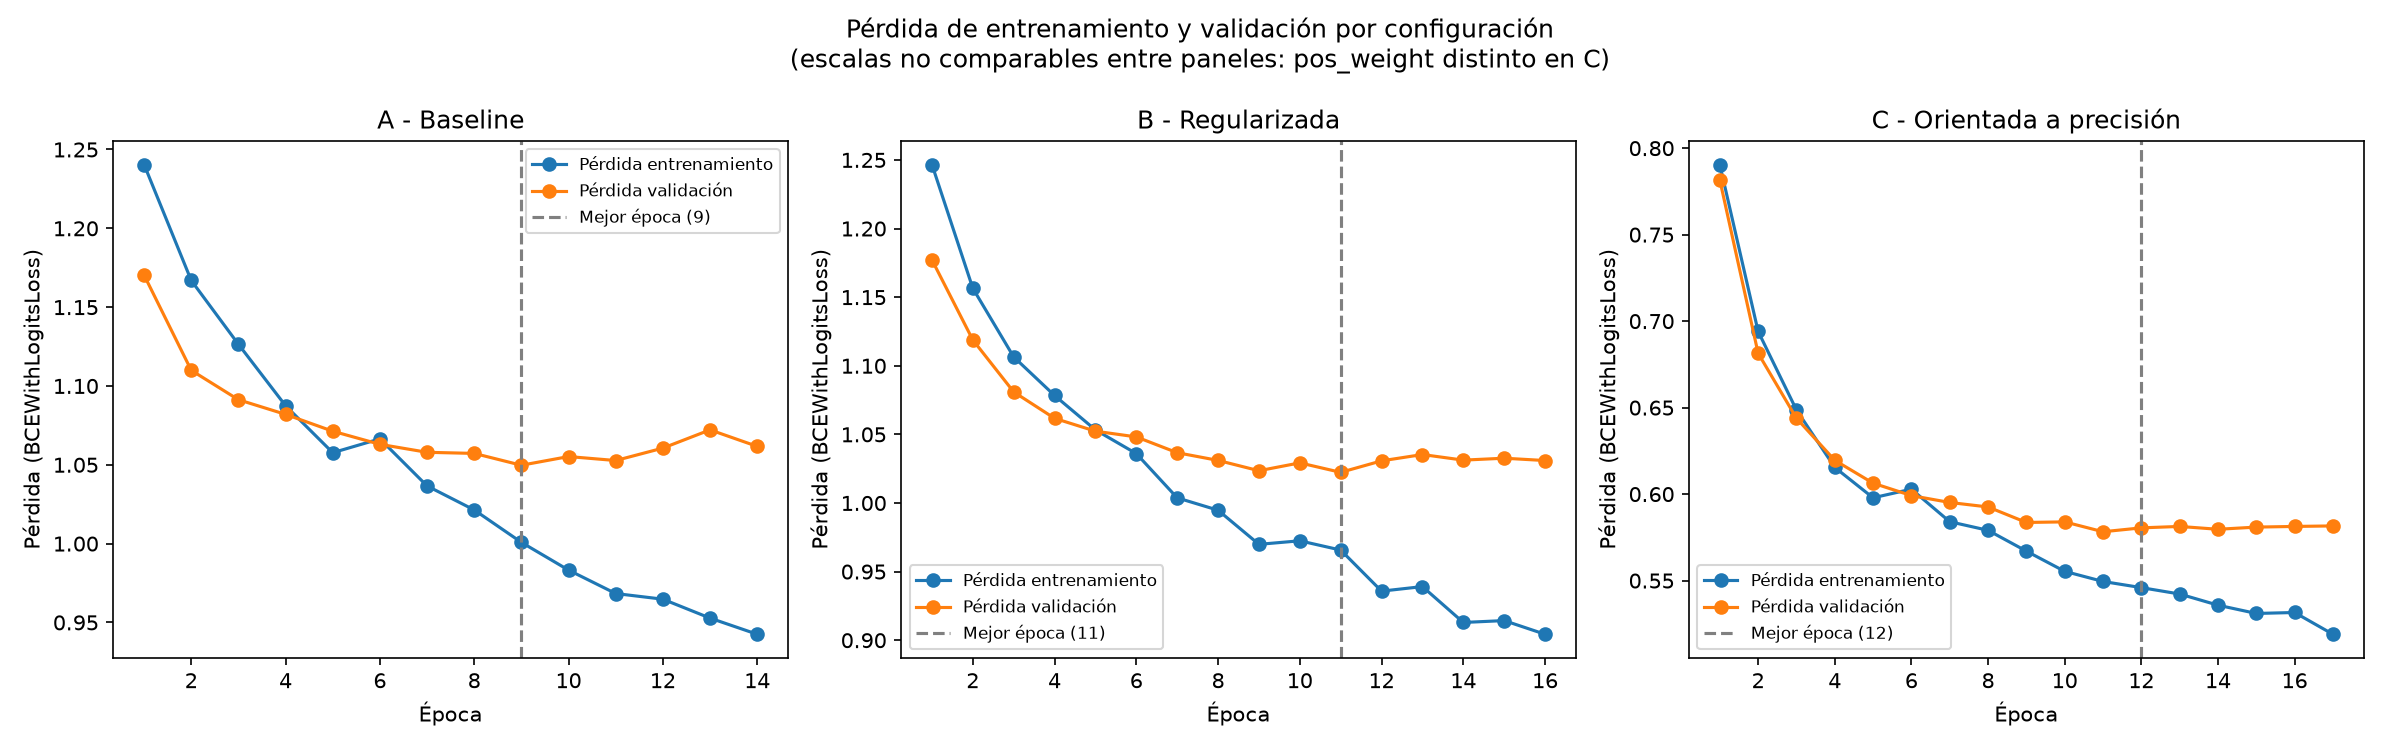 Pérdida de entrenamiento y validación por configuración
(escalas no comparables entre paneles: pos_weight distinto en C)
A - Baseline
Pérdida (BCEWithLogitsLoss)
1.25
1.20
1.15
1.10
1.05
1.00
0.95
Pérdida entrenamiento
Pérdida validación
Mejor época (9)
2 4 6 8 10 12 14
Época
B - Regularizada
Pérdida (BCEWithLogitsLoss)
1.25
1.20
1.15
1.10
1.05
1.00
0.95
0.90
Pérdida entrenamiento
Pérdida validación
Mejor época (11)
2 4 6 8 10 12 14 16
Época
C - Orientada a precisión
Pérdida (BCEWithLogitsLoss)
0.80
0.75
0.70
0.65
0.60
0.55
Pérdida entrenamiento
Pérdida validación
Mejor época (12)
2 4 6 8 10 12 14 16
Época